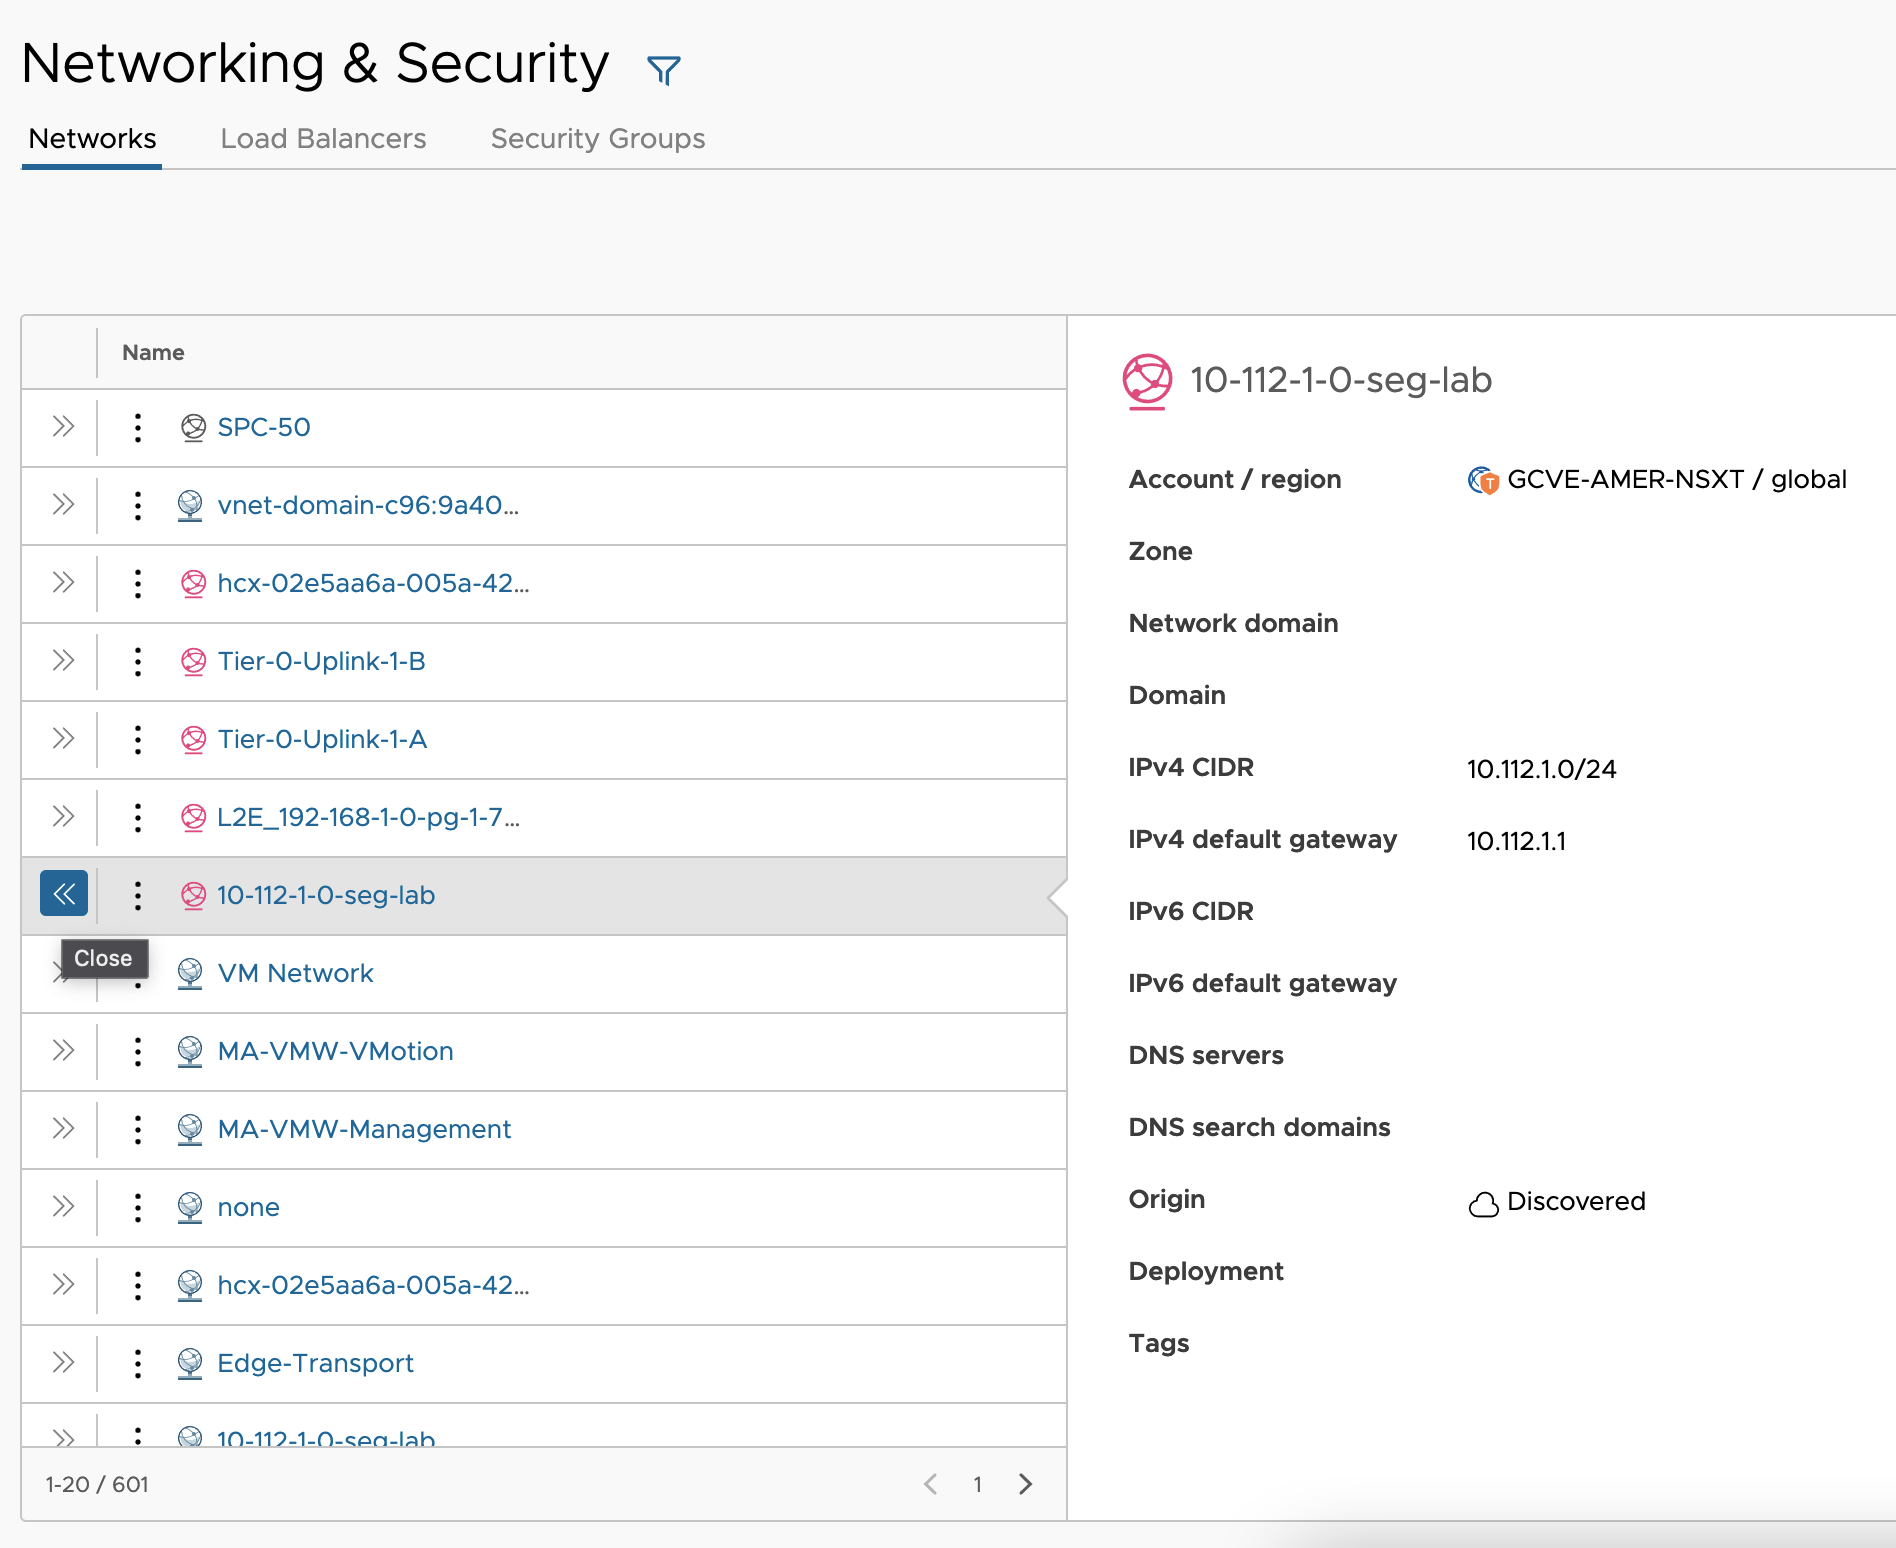 Networking & Security
Networks Load Balancers Security Groups
Name
SPC-50
vnet-domain-c96:9a40...
hcx-02e5aa6a-005a-42...
Tier-0-Uplink-1-B
Tier-0-Uplink-1-A
L2E_192-168-1-0-pg-1-7...
10-112-1-0-seg-lab
Close
VM Network
MA-VMW-VMotion
MA-VMW-Management
none
hcx-02e5aa6a-005a-42...
Edge-Transport
10-112-1-0-seg-lab
1-20 / 601
1
10-112-1-0-seg-lab
Account / region T GCVE-AMER-NSXT / global
Zone
Network domain
Domain
IPv4 CIDR 10.112.1.0/24
IPv4 default gateway 10.112.1.1
IPv6 CIDR
IPv6 default gateway
DNS servers
DNS search domains
Origin Discovered
Deployment
Tags